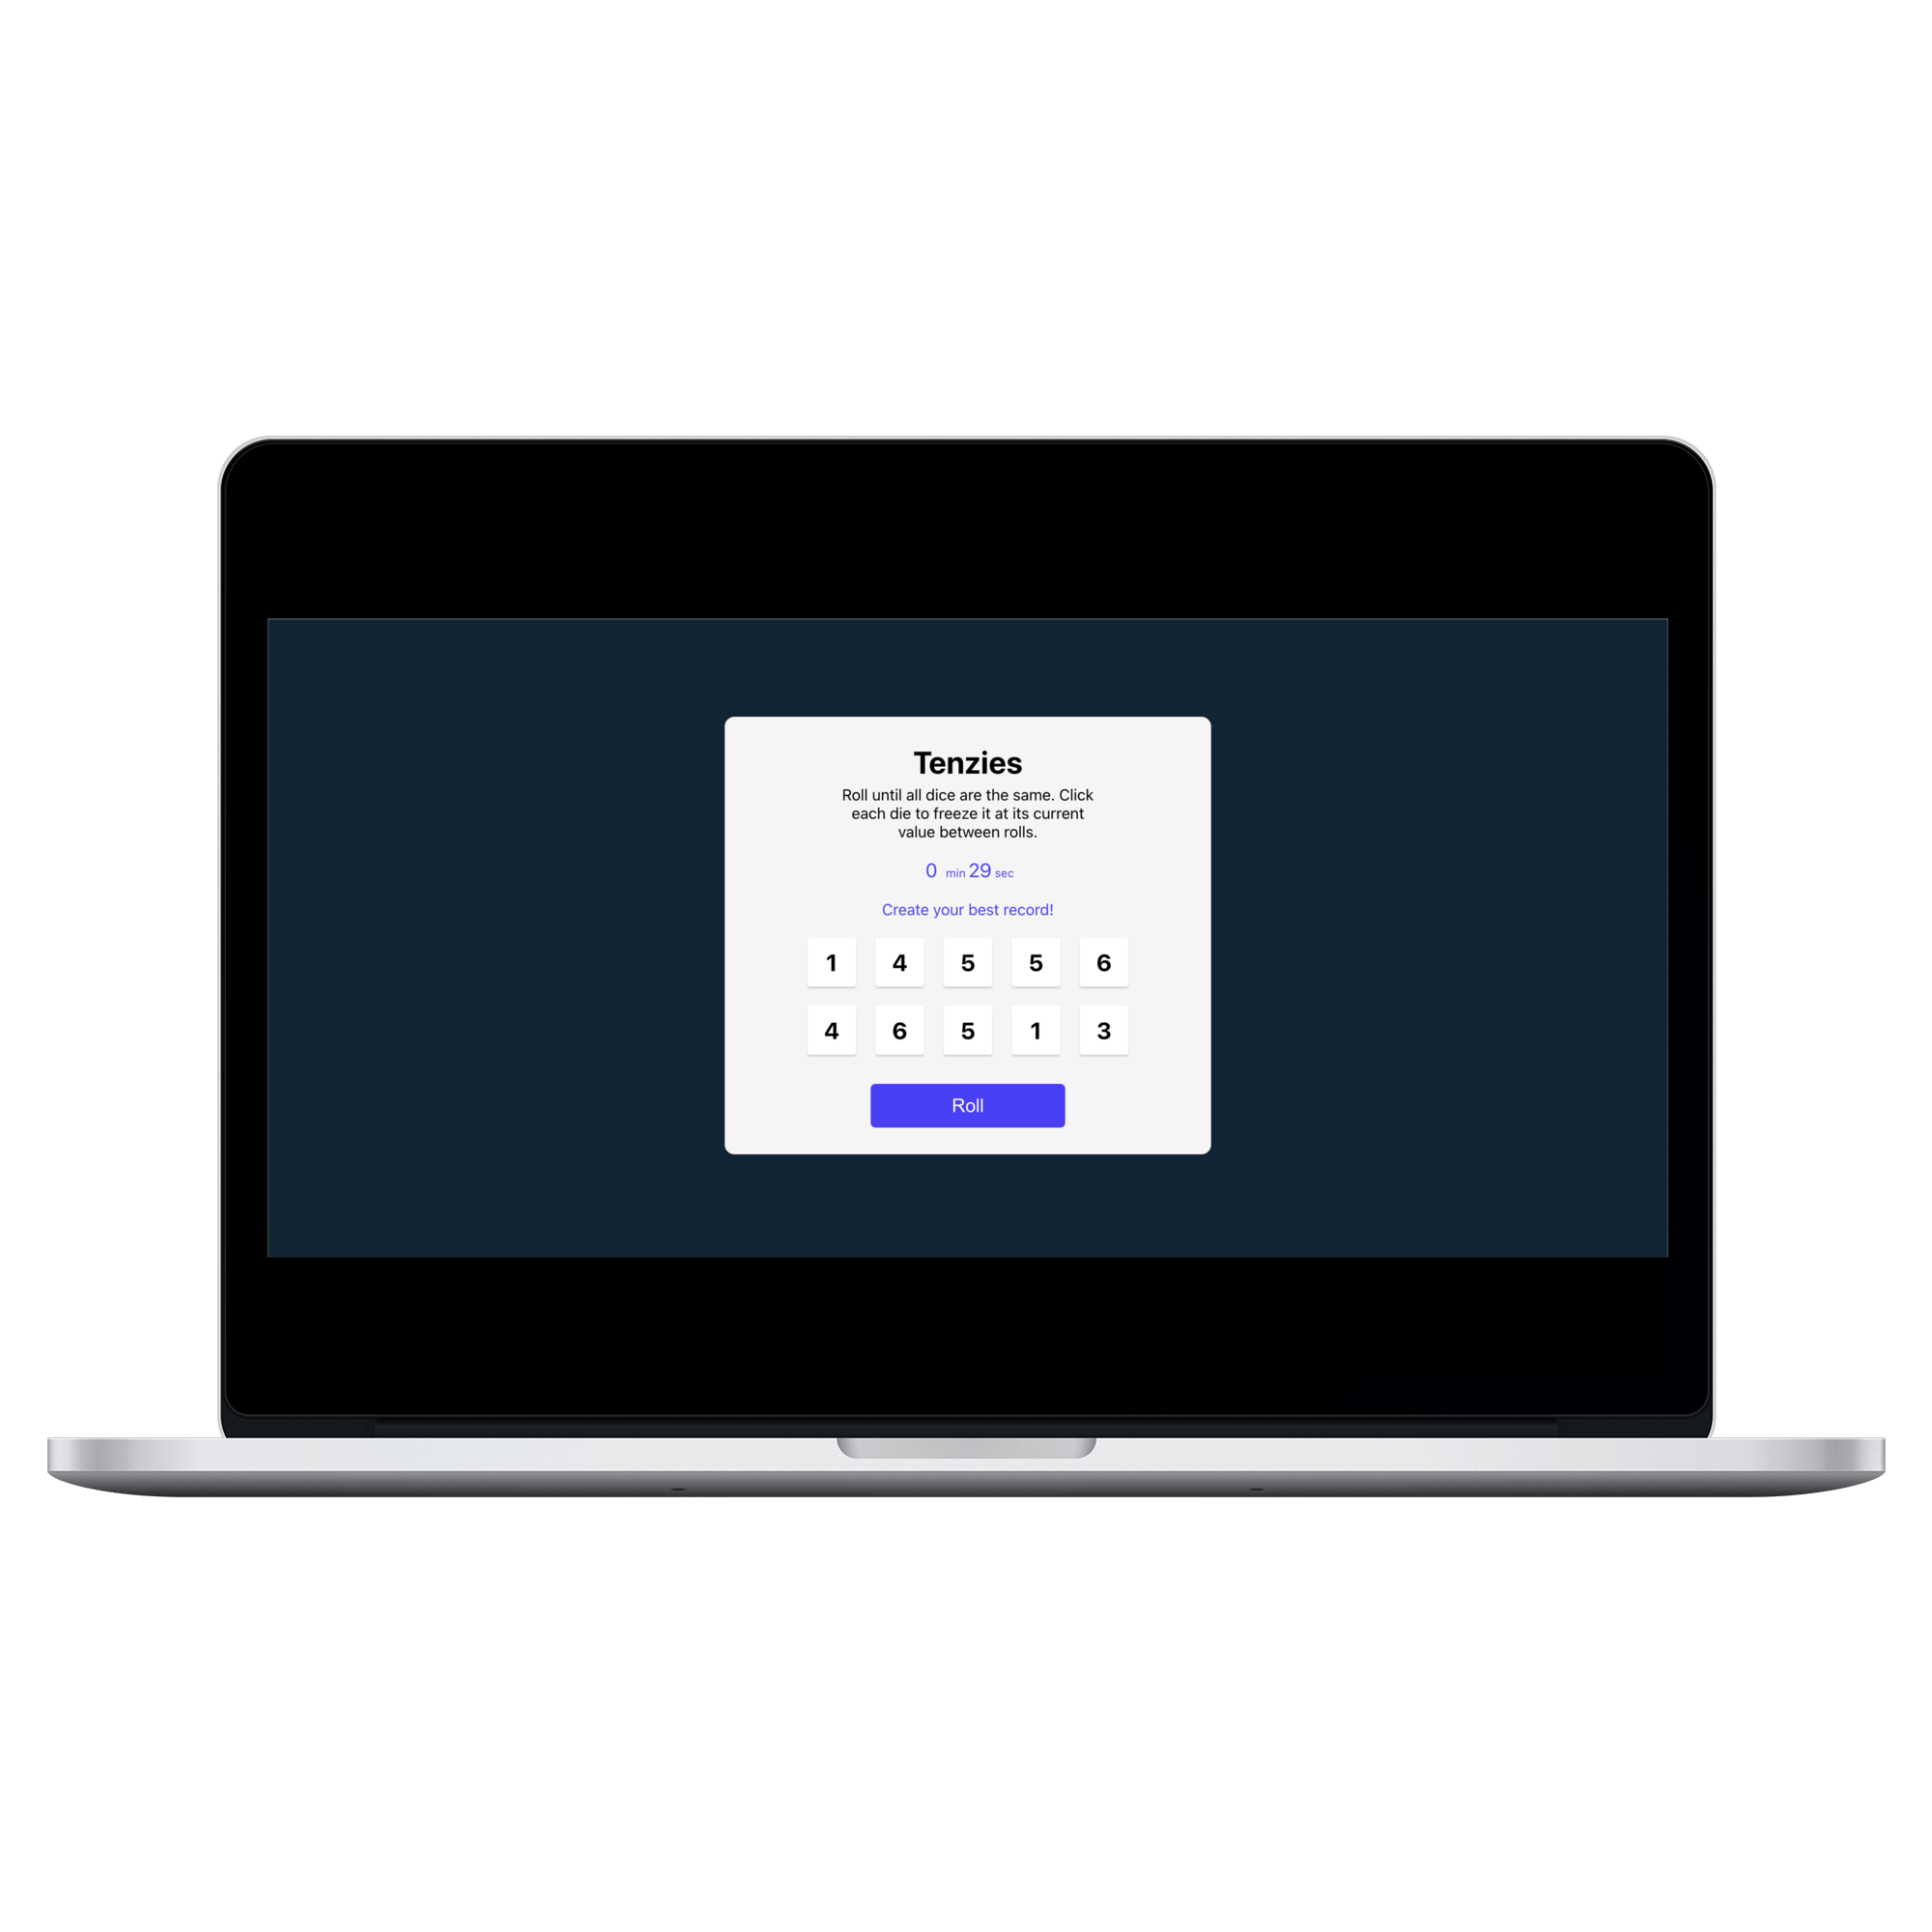 Tenzies
Roll until all dice are the same. Click
each die to freeze it at its current
value between rolls.
0 min 29 sec
Create your best record!
1 4 5 5 6
4 6 5 1 3
Roll